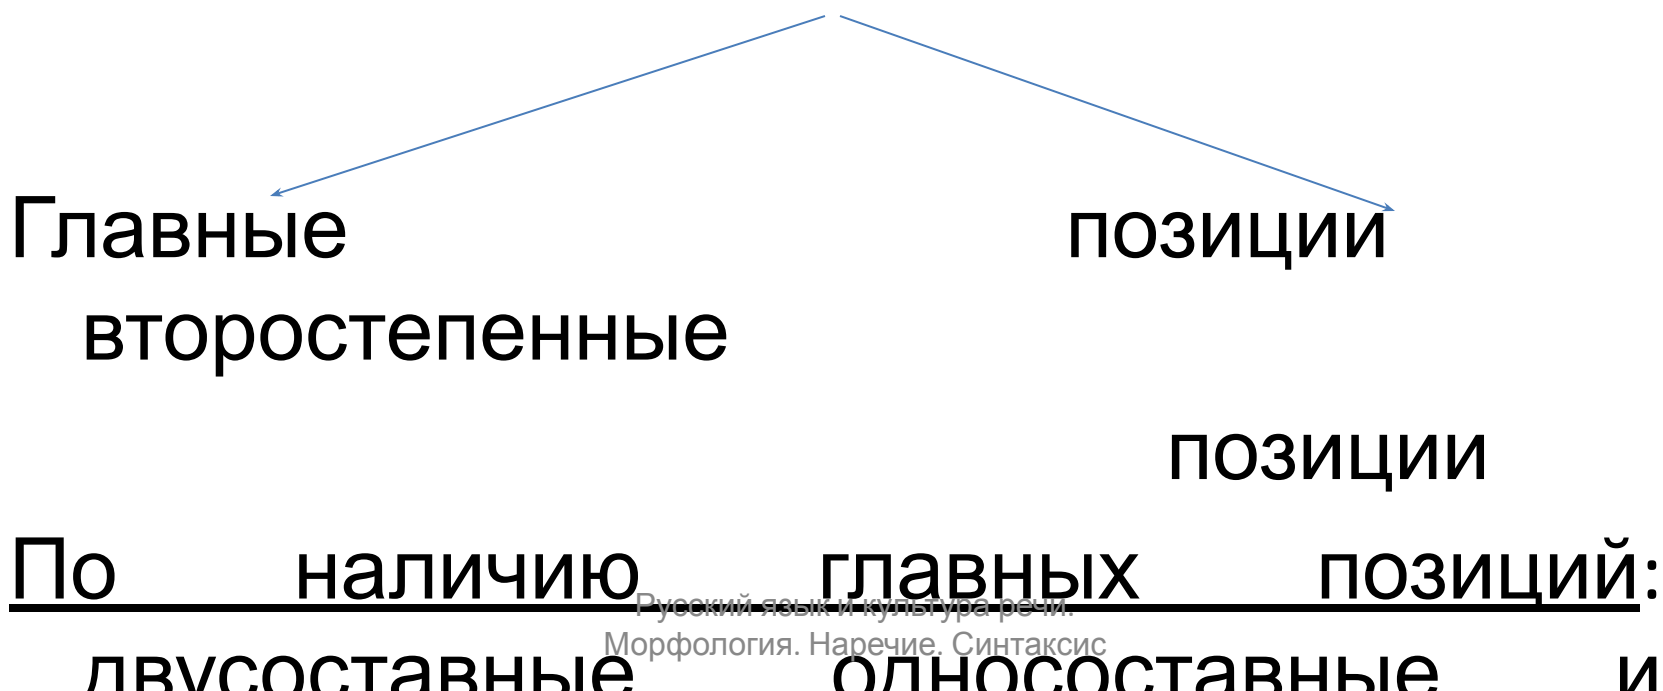 Главные позиции
второстепенные
позиции
По наличию главных позиций:
Русский язык и культура речи.
Морфология. Наречие. Синтаксис
двусоставные односоставные и